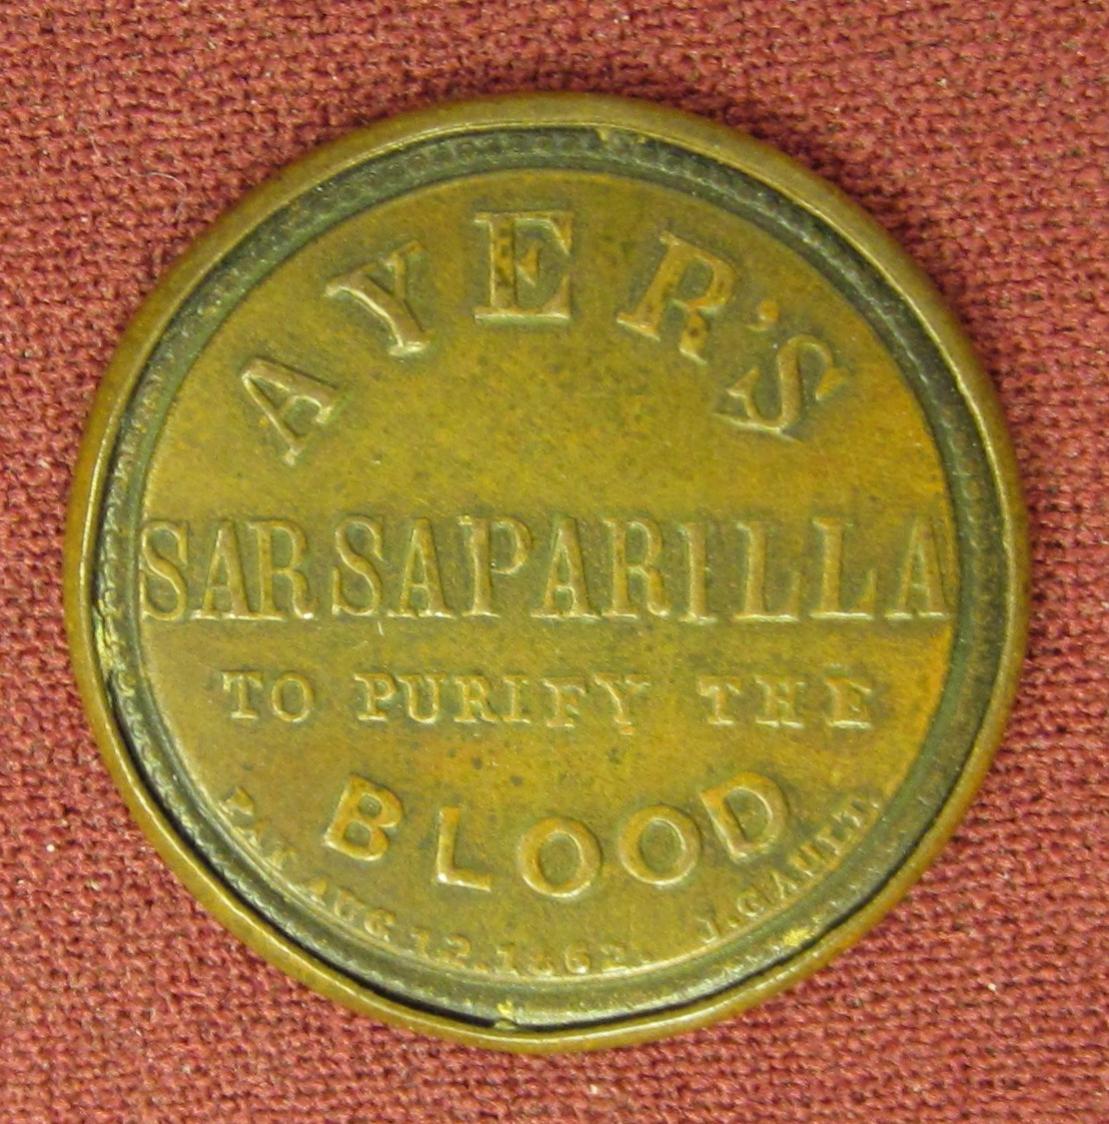 AYER'S
SARSAPARILLA
TO PURIFY THE
BLOOD
PAT. AUG. 12. 1862. J. GAULT.